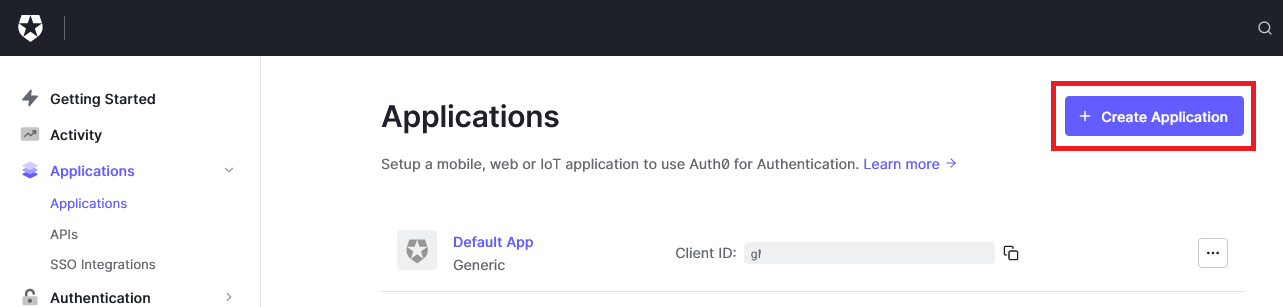 Getting Started
Activity
Applications
Applications
APIs
SSO Integrations
Authentication
Applications
+ Create Application
Setup a mobile, web or IoT application to use Auth0 for Authentication. Learn more →
Default App
Generic
Client ID:
...